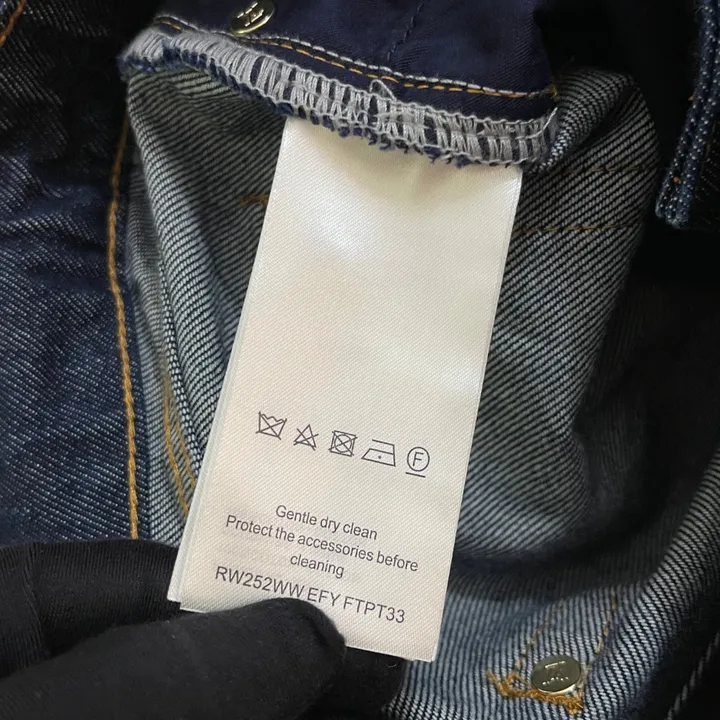 F
Gentle dry clean
Protect the accessories before
cleaning
RW252WW EFY FTPT33